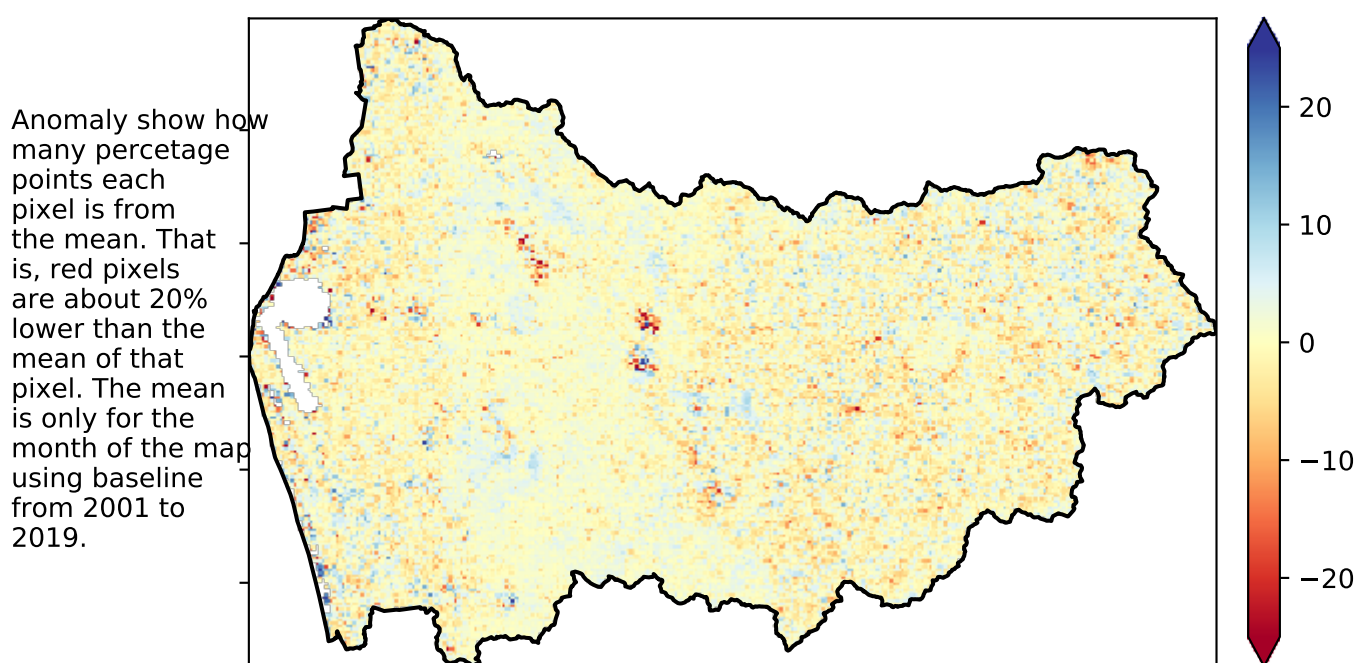 Anomaly show how
many percetage
points each
pixel is from
the mean. That
is, red pixels
are about 20%
lower than the
mean of that
pixel. The mean
is only for the
month of the map
using baseline
from 2001 to
2019.
20
10
0
−10
−20